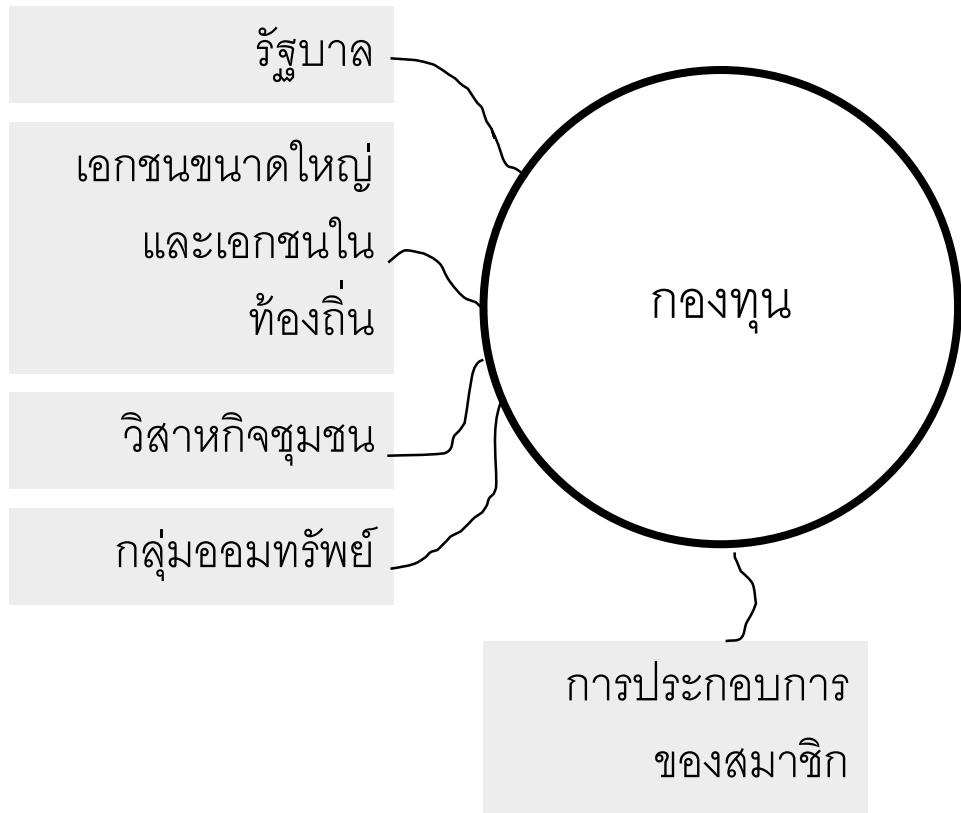 รัฐบาล
เอกชนขนาดใหญ่
และเอกชนใน
ท้องถิ่น
วิสาหกิจชุมชน
กลุ่มออมทรัพย์
กองทุน
การประกอบการ
ของสมาชิก